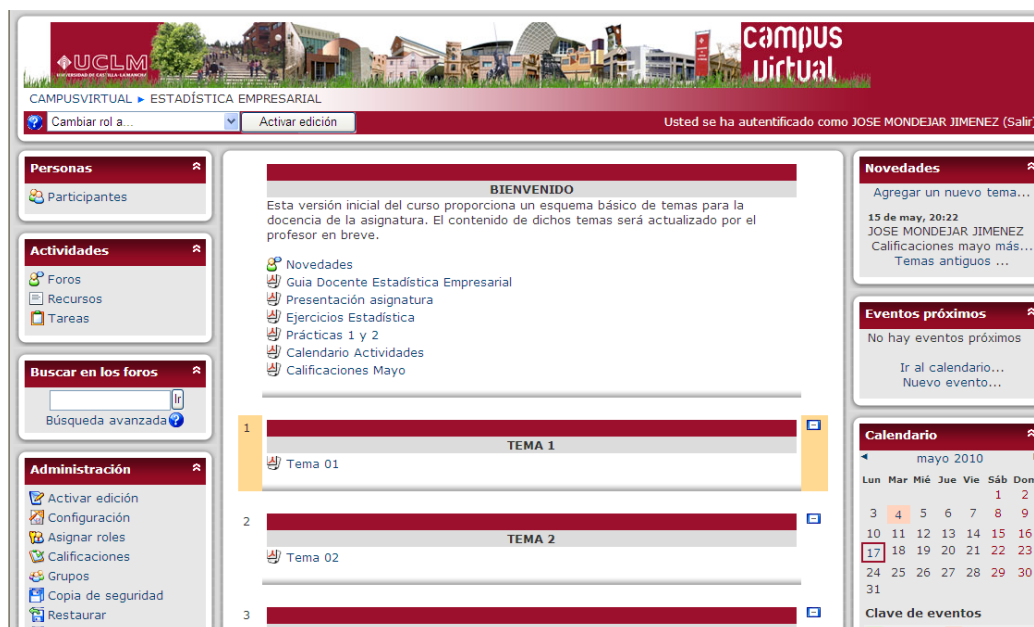 UCLM
UNIVERSIDAD DE CASTILLA-LA MANCHA
campus
virtual
CAMPUSVIRTUAL ► ESTADÍSTICA EMPRESARIAL
Cambiar rol a...
Activar edición
Usted se ha autentificado como JOSE MONDEJAR JIMENEZ (Salir)
Personas
Participantes
Actividades
Foros
Recursos
Tareas
Buscar en los foros
Ir
Búsqueda avanzada
Administración
Activar edición
Configuración
Asignar roles
Calificaciones
Grupos
Copia de seguridad
Restaurar
BIENVENIDO
Esta versión inicial del curso proporciona un esquema básico de temas para la
docencia de la asignatura. El contenido de dichos temas será actualizado por el
profesor en breve.
Novedades
Guia Docente Estadística Empresarial
Presentación asignatura
Ejercicios Estadística
Prácticas 1 y 2
Calendario Actividades
Calificaciones Mayo
1
TEMA 1
Tema 01
2
TEMA 2
Tema 02
3
Novedades
Agregar un nuevo tema...
15 de may, 20:22
JOSE MONDEJAR JIMENEZ
Calificaciones mayo más...
Temas antiguos ...
Eventos próximos
No hay eventos próximos
Ir al calendario...
Nuevo evento...
Calendario
mayo 2010
Lun Mar Mié Jue Vie Sáb Dom
1 2
3 4 5 6 7 8 9
10 11 12 13 14 15 16
17 18 19 20 21 22 23
24 25 26 27 28 29 30
31
Clave de eventos